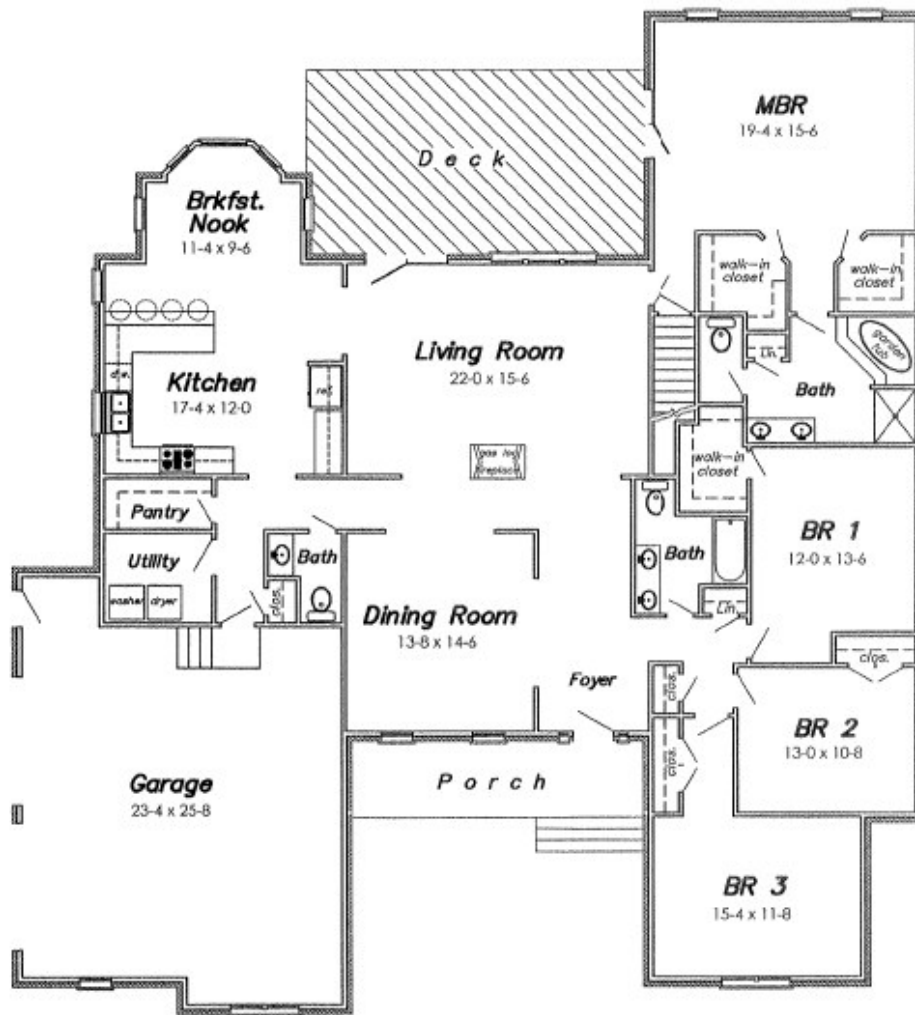 MBR
19-4 x 15-6
Deck
Brkfst.
Nook
11-4 x 9-6
walk-in
closet
walk-in
closet
garden
tub
Lin.
Bath
Living Room
22-0 x 15-6
d.w.
Kitchen
17-4 x 12-0
ref.
gas log
fireplace
walk-in
closet
Pantry
BR 1
12-0 x 13-6
Utility
Bath
Bath
washer
dryer
clos.
Lin.
Dining Room
13-8 x 14-6
clos.
Foyer
clos.
BR 2
13-0 x 10-8
clos.
Garage
23-4 x 25-8
Porch
BR 3
15-4 x 11-8